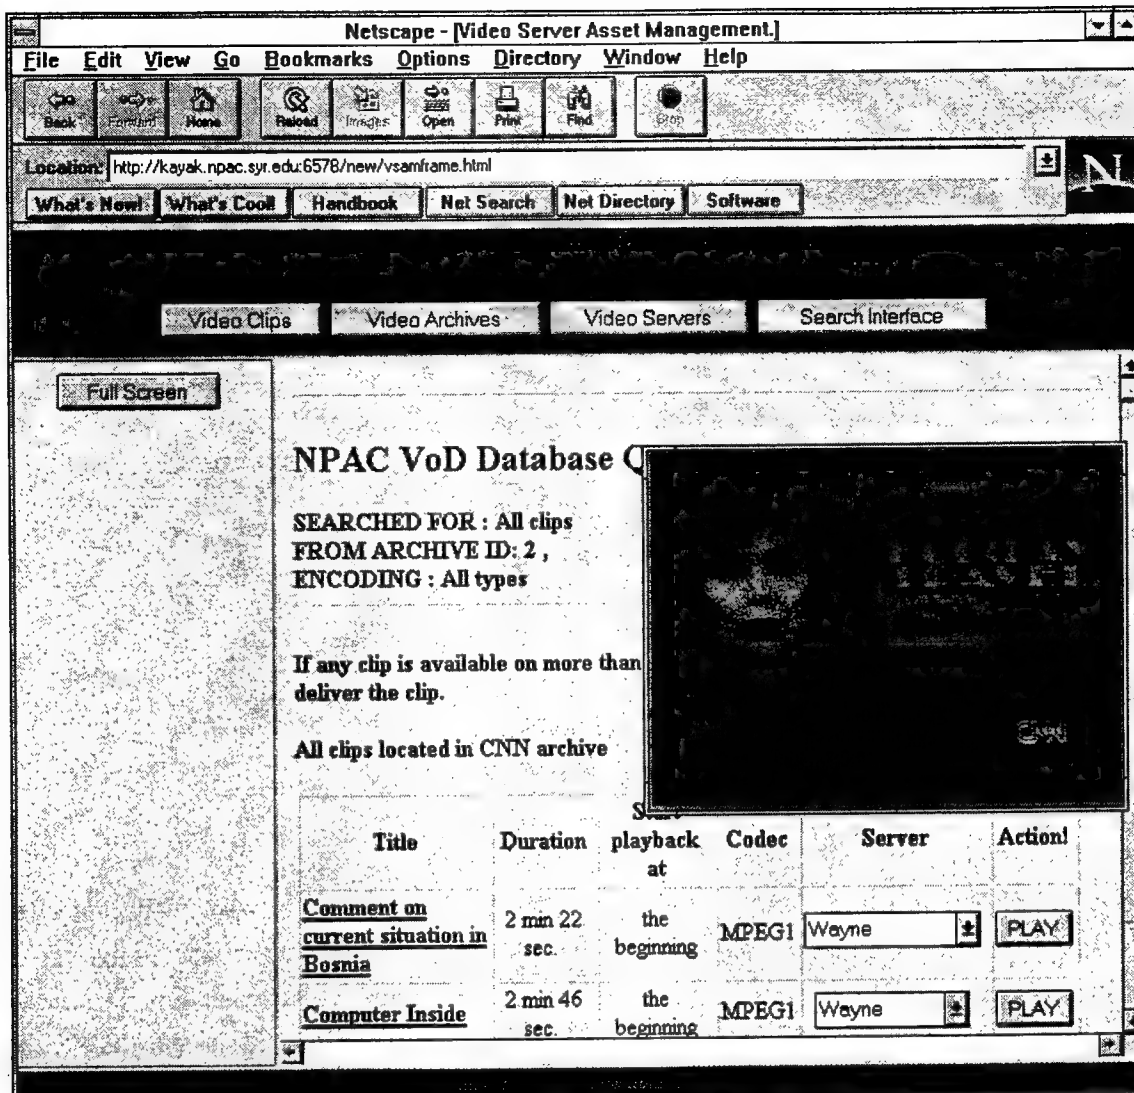 Netscape - [Video Server Asset Management.]
File Edit View Go Bookmarks Options Directory Window Help
Back Forward Home Reload Images Open Print Find Stop
Location: http://kayak.npac.syr.edu:6578/new/vsamframe.html
N
What's New! What's Cool! Handbook Net Search Net Directory Software
Video Clips Video Archives Video Servers Search Interface
Full Screen
NPAC VoD Database
SEARCHED FOR : All clips
FROM ARCHIVE ID: 2 ,
ENCODING : All types
If any clip is available on more than
deliver the clip.
CNN
All clips located in CNN archive
Title Duration playback at Codec Server Action!
Comment on current situation in Bosnia 2 min 22 sec. the beginning MPEG1 Wayne PLAY
Computer Inside 2 min 46 sec. the beginning MPEG1 Wayne PLAY